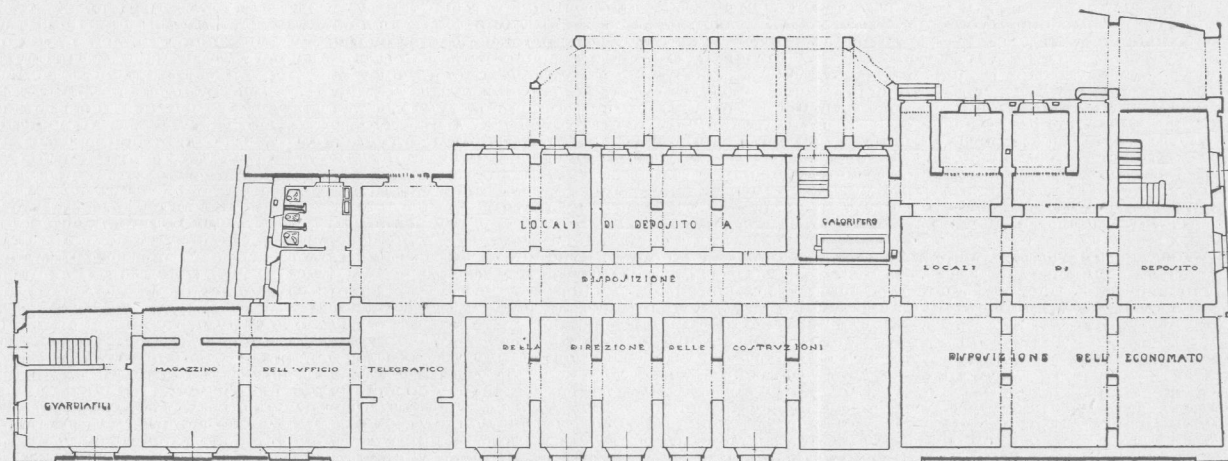 LOCALI DI DEPOSITO A
CALORIFERO
DISPOSIZIONE
LOCALI DI DEPOSITO
DELLA DIREZIONE DELLE COSTRUZIONI
DISPOSIZIONE DELL'ECONOMATO
MAGAZZINO DELL'UFFICIO TELEGRAFICO
GUARDIAFILI